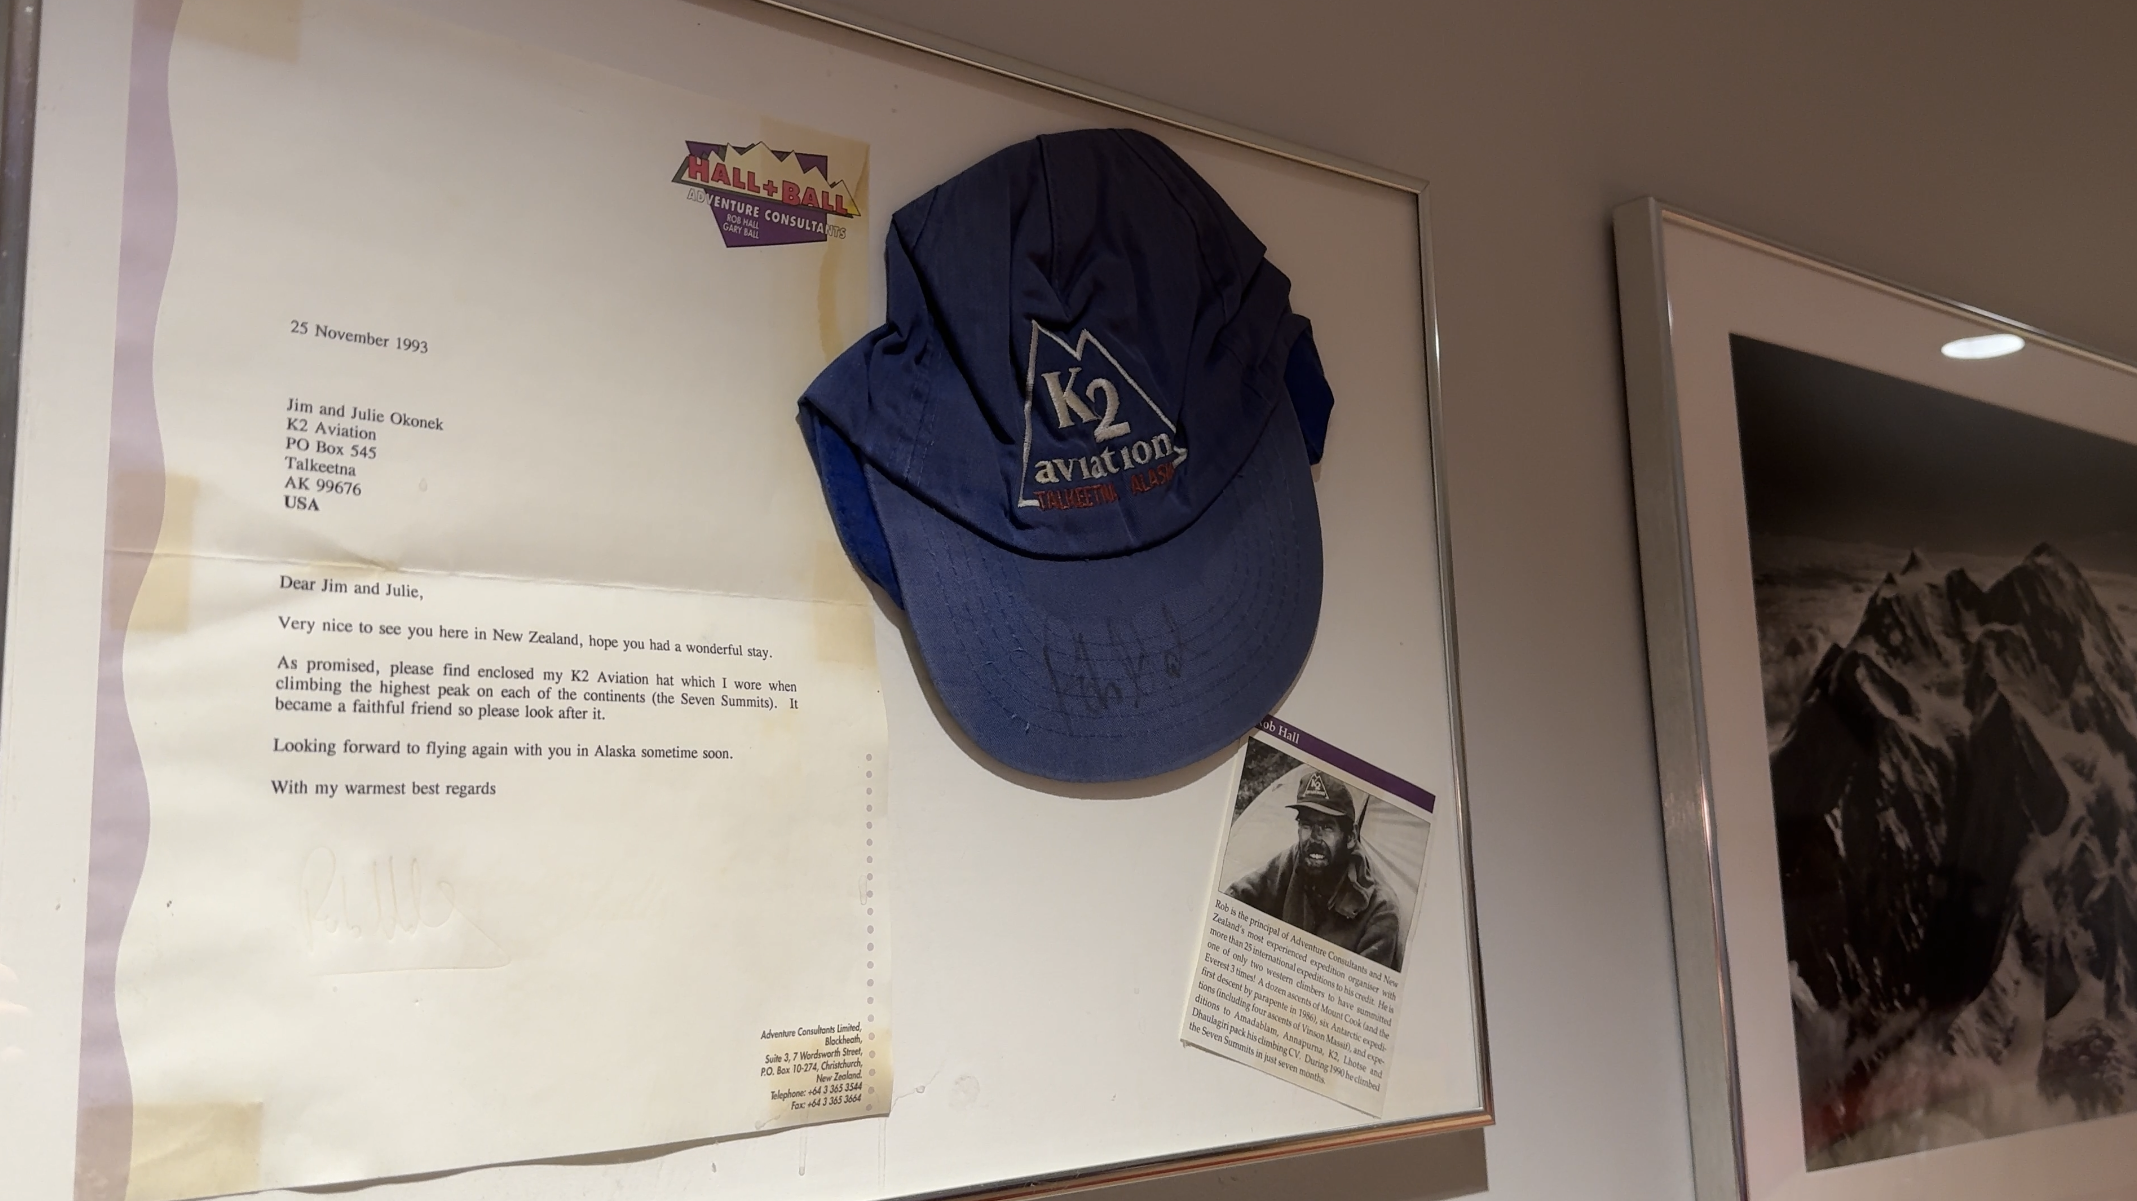 HALL+BALL
ADVENTURE CONSULTANTS
ROB HALL
GARY BALL
25 November 1993
Jim and Julie Okonek
K2 Aviation
PO Box 545
Talkeetna
AK 99676
USA
Dear Jim and Julie,
Very nice to see you here in New Zealand, hope you had a wonderful stay.
As promised, please find enclosed my K2 Aviation hat which I wore when
climbing the highest peak on each of the continents (the Seven Summits). It
became a faithful friend so please look after it.
Looking forward to flying again with you in Alaska sometime soon.
With my warmest best regards
Rob Hall
Adventure Consultants Limited,
Blockheath,
Suite 3, 7 Wordsworth Street,
P.O. Box 10-274, Christchurch,
New Zealand.
Telephone: +64 3 365 3544
Fax: +64 3 365 3664
K2
aviation
TALKEETNA ALASK
ob Hall
K2
Rob is the principal of Adventure Consultants and New
Zealand's most experienced expedition organiser with
more than 25 international expeditions to his credit. He is
one of only two western climbers to have summitted
Everest 3 times! A dozen ascents of Mount Cook (and the
first descent by parapente in 1986), six Antarctic expedi-
tions (including four ascents of Vinson Massif), and expe-
ditions to Amadablam, Annapurna, K2, Lhotse and
Dhaulagiri pack his climbing CV. During 1990 he climbed
the Seven Summits in just seven months.